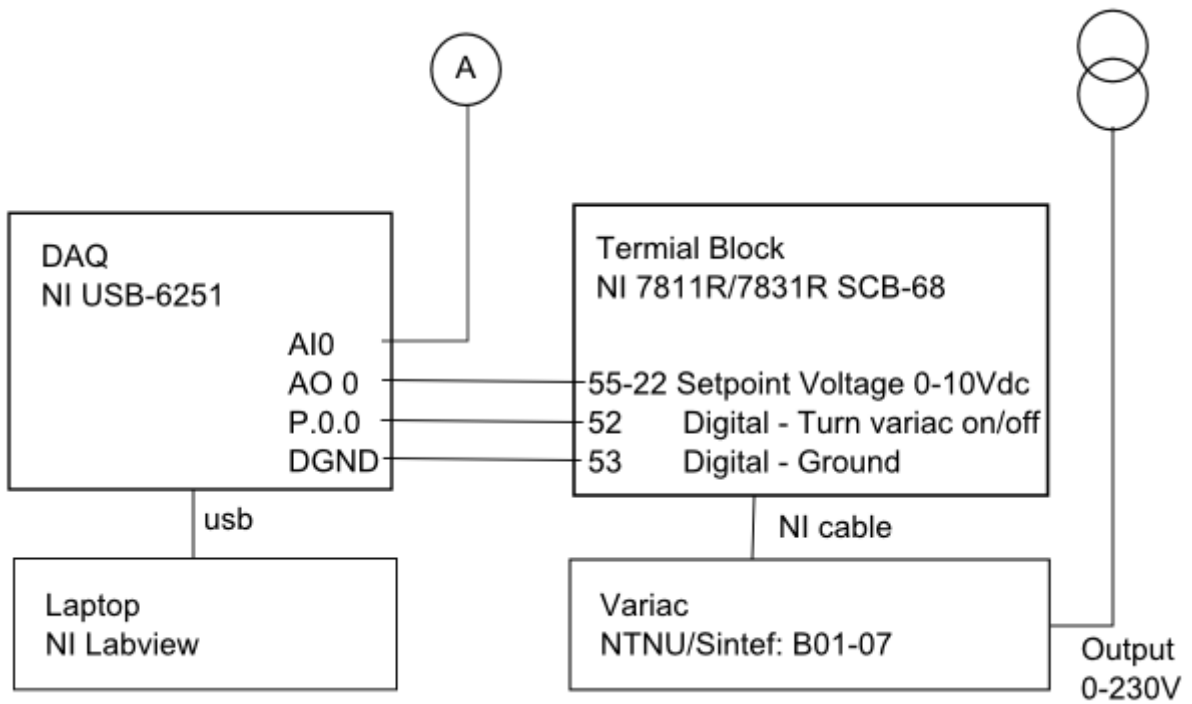 A
DAQ
NI USB-6251
AI0
AO 0
P.0.0
DGND
Termial Block
NI 7811R/7831R SCB-68
55-22 Setpoint Voltage 0-10Vdc
52 Digital - Turn variac on/off
53 Digital - Ground
usb
NI cable
Laptop
NI Labview
Variac
NTNU/Sintef: B01-07
Output
0-230V